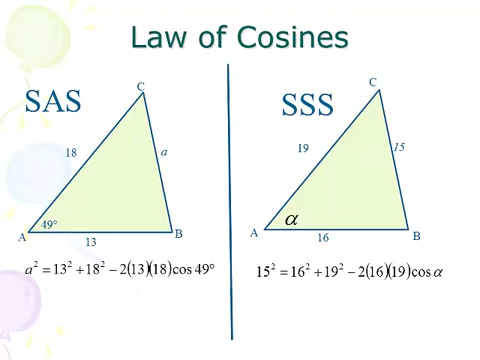 Law of Cosines
SAS
C
18
a
49°
A
B
13
a² = 13² + 18² − 2(13)(18)cos 49°
SSS
C
19
15
α
A
B
16
15² = 16² + 19² − 2(16)(19)cos α